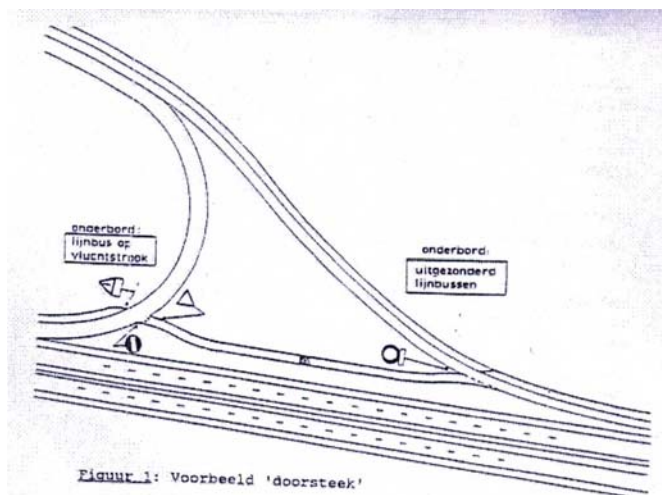 onderbord:
lijnbus op
vluchtstrook
onderbord:
uitgezonderd
lijnbussen
Figuur 1: Voorbeeld 'doorsteek'